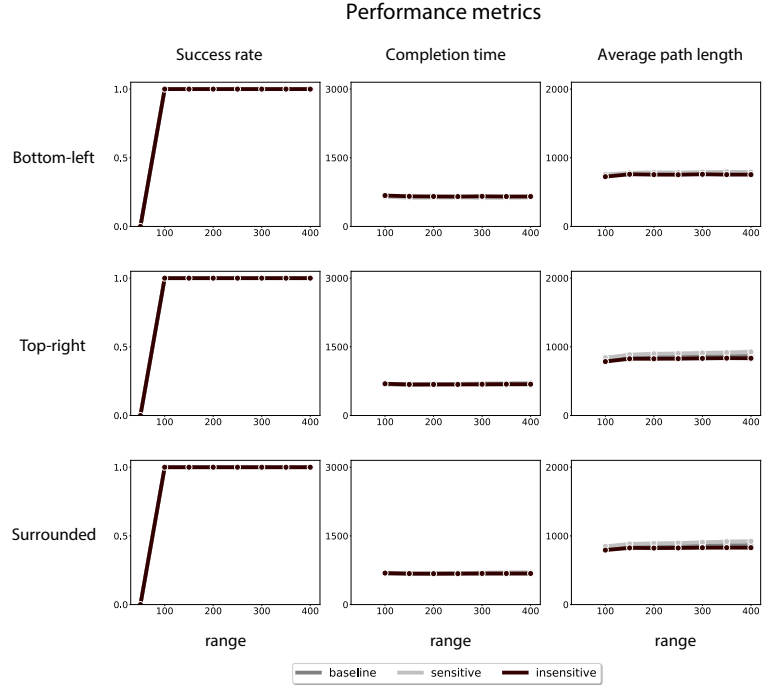 Performance metrics
Success rate Completion time Average path length
Bottom-left
1.0 0.5 0.0
100 200 300 400
3000 1500 0
100 200 300 400
2000 1000 0
100 200 300 400
Top-right
1.0 0.5 0.0
100 200 300 400
3000 1500 0
100 200 300 400
2000 1000 0
100 200 300 400
Surrounded
1.0 0.5 0.0
100 200 300 400
3000 1500 0
100 200 300 400
2000 1000 0
100 200 300 400
range range range
baseline sensitive insensitive